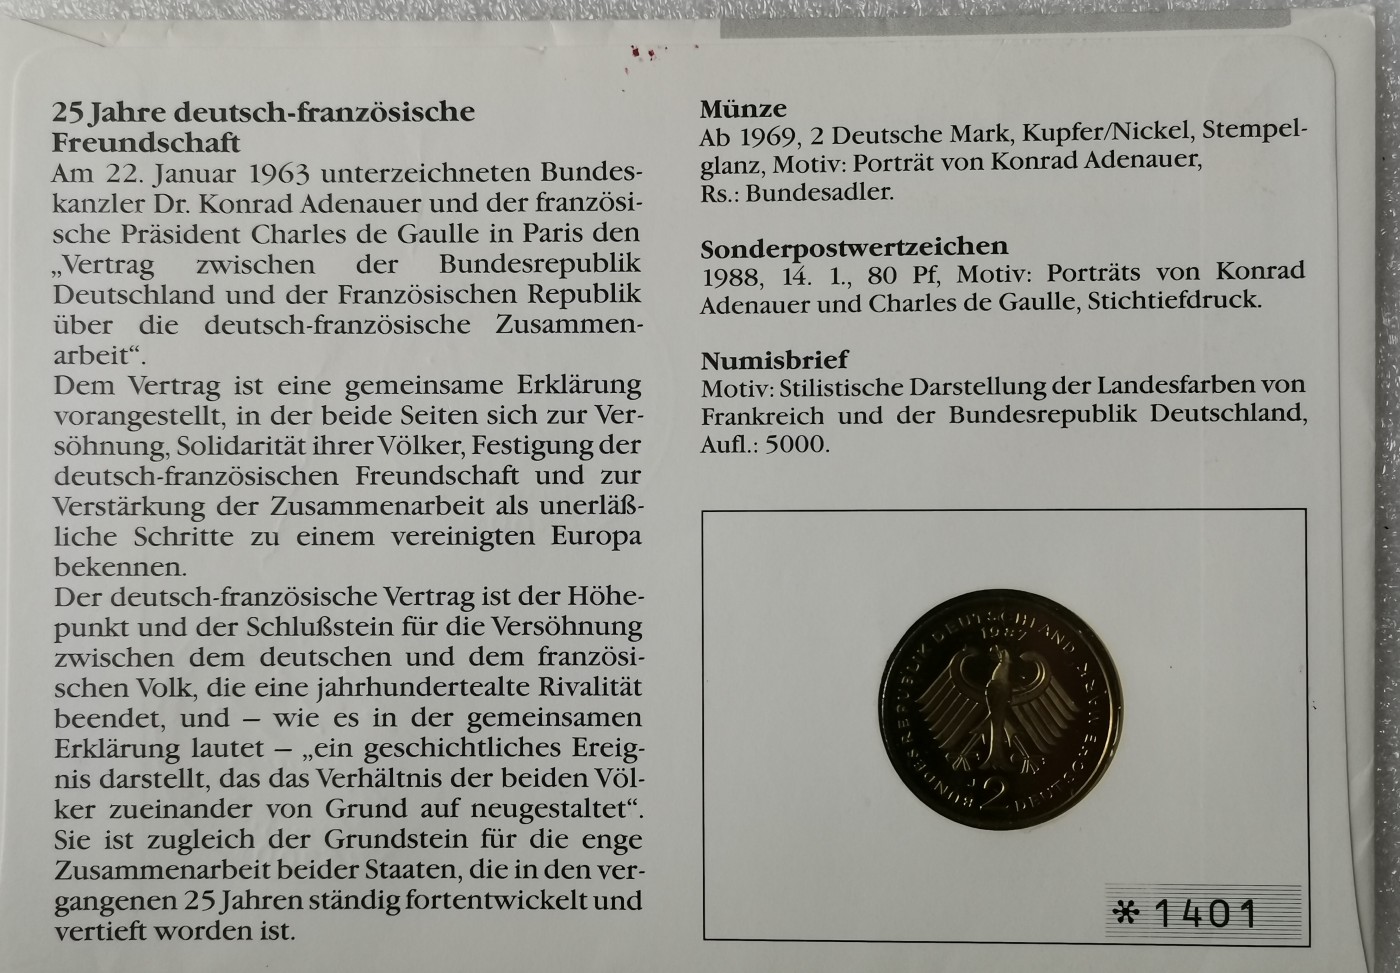 25 Jahre deutsch-französische
Freundschaft
Am 22. Januar 1963 unterzeichneten Bundes-
kanzler Dr. Konrad Adenauer und der französi-
sche Präsident Charles de Gaulle in Paris den
„Vertrag zwischen der Bundesrepublik
Deutschland und der Französischen Republik
über die deutsch-französische Zusammen-
arbeit“.
Dem Vertrag ist eine gemeinsame Erklärung
vorangestellt, in der beide Seiten sich zur Ver-
söhnung, Solidarität ihrer Völker, Festigung der
deutsch-französischen Freundschaft und zur
Verstärkung der Zusammenarbeit als unerläß-
liche Schritte zu einem vereinigten Europa
bekennen.
Der deutsch-französische Vertrag ist der Höhe-
punkt und der Schlußstein für die Versöhnung
zwischen dem deutschen und dem französi-
schen Volk, die eine jahrhundertealte Rivalität
beendet, und – wie es in der gemeinsamen
Erklärung lautet – „ein geschichtliches Ereig-
nis darstellt, das das Verhältnis der beiden Völ-
ker zueinander von Grund auf neugestaltet“.
Sie ist zugleich der Grundstein für die enge
Zusammenarbeit beider Staaten, die in den ver-
gangenen 25 Jahren ständig fortentwickelt und
vertieft worden ist.
Münze
Ab 1969, 2 Deutsche Mark, Kupfer/Nickel, Stempel-
glanz, Motiv: Porträt von Konrad Adenauer,
Rs.: Bundesadler.
Sonderpostwertzeichen
1988, 14. 1., 80 Pf, Motiv: Porträts von Konrad
Adenauer und Charles de Gaulle, Stichtiefdruck.
Numisbrief
Motiv: Stilistische Darstellung der Landesfarben von
Frankreich und der Bundesrepublik Deutschland,
Aufl.: 5000.
BUNDESREPUBLIK DEUTSCHLAND
1987
J
2
DEUTSCHE MARK
*1401